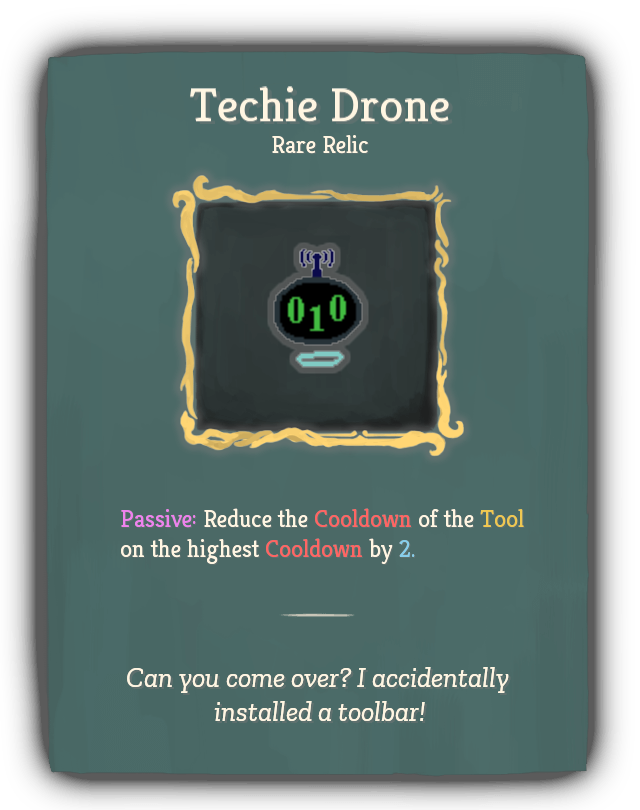 Techie Drone
Rare Relic
010
Passive: Reduce the Cooldown of the Tool
on the highest Cooldown by 2.
Can you come over? I accidentally
installed a toolbar!